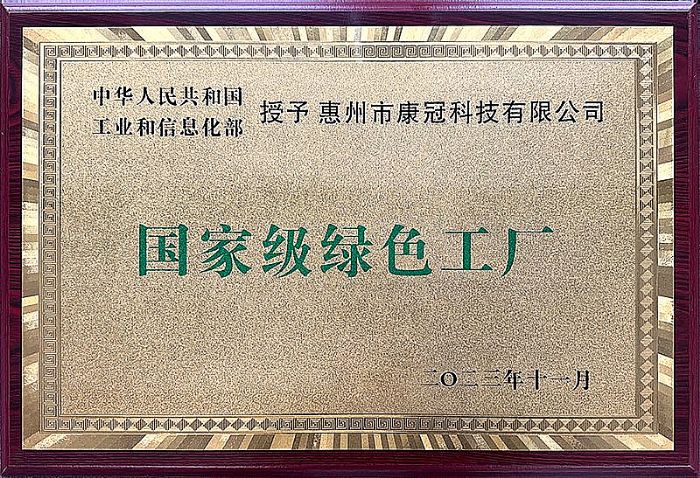 中华人民共和国
工业和信息化部
授予 惠州市康冠科技有限公司
国家级绿色工厂
二〇二三年十一月